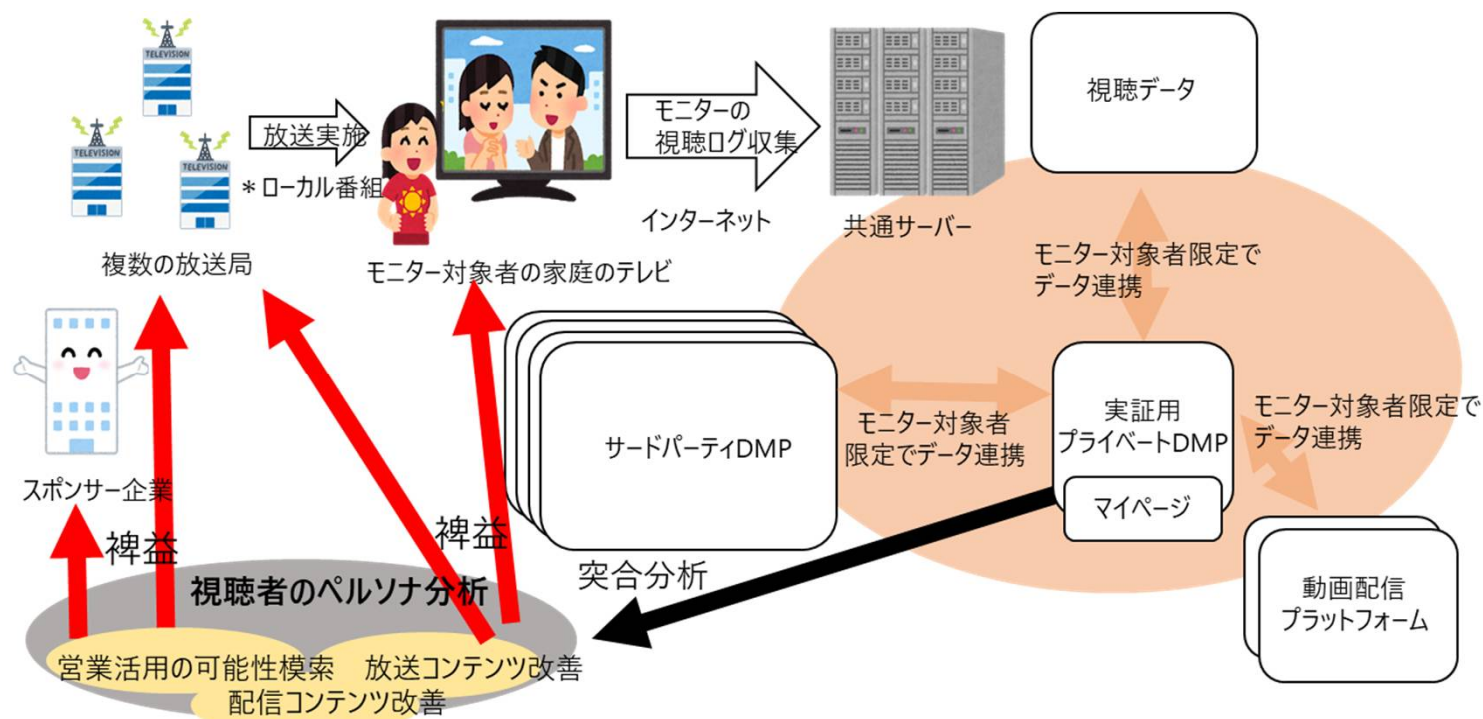 TELEVISION
TELEVISION
TELEVISION
放送実施
＊ローカル番組
複数の放送局
モニター対象者の家庭のテレビ
モニターの
視聴ログ収集
インターネット
共通サーバー
視聴データ
モニター対象者限定で
データ連携
サードパーティDMP
モニター対象者
限定でデータ連携
実証用
プライベートDMP
マイページ
モニター対象者限定で
データ連携
動画配信
プラットフォーム
スポンサー企業
裨益
裨益
突合分析
視聴者のペルソナ分析
営業活用の可能性模索
放送コンテンツ改善
配信コンテンツ改善